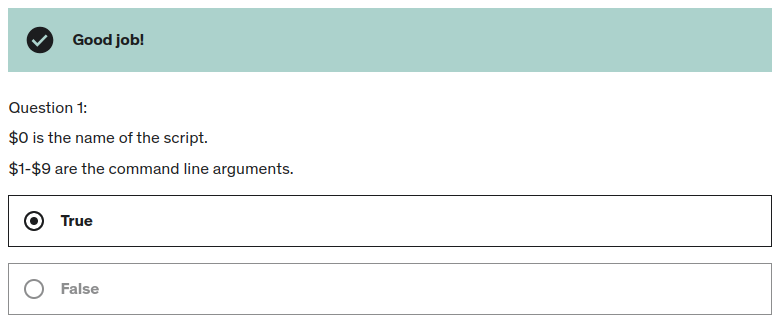 Good job!
Question 1:
$0 is the name of the script.
$1-$9 are the command line arguments.
True
False